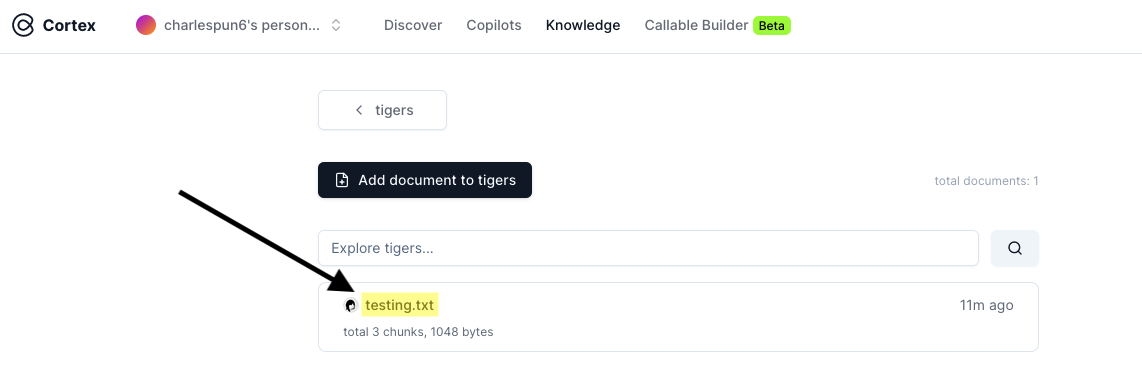 Cortex charlespun6's person... Discover Copilots Knowledge Callable Builder Beta
tigers
Add document to tigers
total documents: 1
Explore tigers...
testing.txt 11m ago
total 3 chunks, 1048 bytes